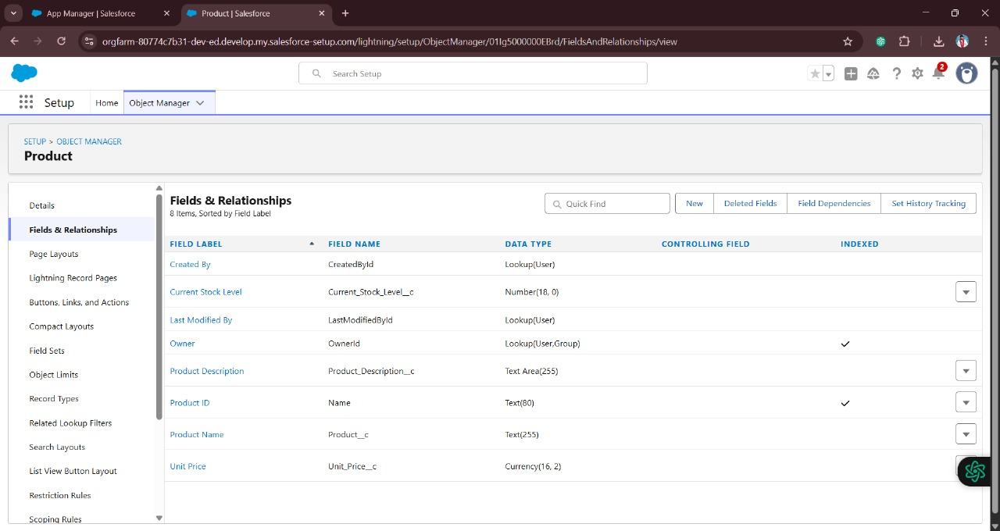 App Manager | Salesforce
Product | Salesforce
orgfarm-80774c7b31-dev-ed.develop.my.salesforce-setup.com/lightning/setup/ObjectManager/01Ig5000000EBrd/FieldsAndRelationships/view
Search Setup
2
Setup
Home
Object Manager
SETUP > OBJECT MANAGER
Product
Details
Fields & Relationships
Page Layouts
Lightning Record Pages
Buttons, Links, and Actions
Compact Layouts
Field Sets
Object Limits
Record Types
Related Lookup Filters
Search Layouts
List View Button Layout
Restriction Rules
Scoping Rules
Fields & Relationships
8 Items, Sorted by Field Label
Quick Find
New
Deleted Fields
Field Dependencies
Set History Tracking
FIELD LABEL FIELD NAME DATA TYPE CONTROLLING FIELD INDEXED
Created By CreatedById Lookup(User)
Current Stock Level Current_Stock_Level__c Number(18, 0)
Last Modified By LastModifiedById Lookup(User)
Owner OwnerId Lookup(User,Group)
Product Description Product_Description__c Text Area(255)
Product ID Name Text(80)
Product Name Product__c Text(255)
Unit Price Unit_Price__c Currency(16, 2)